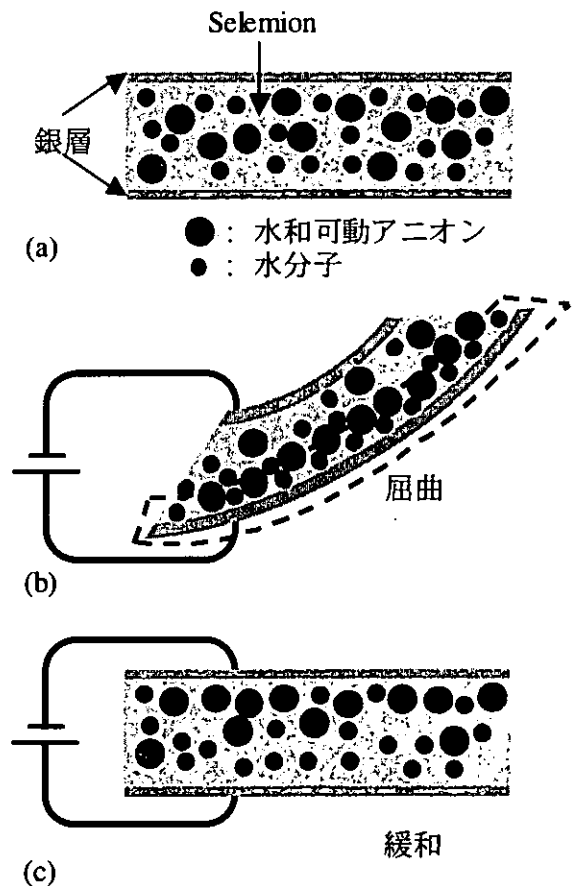 Selemion
銀層
(a)
● : 水和可動アニオン
● : 水分子
屈曲
(b)
緩和
(c)